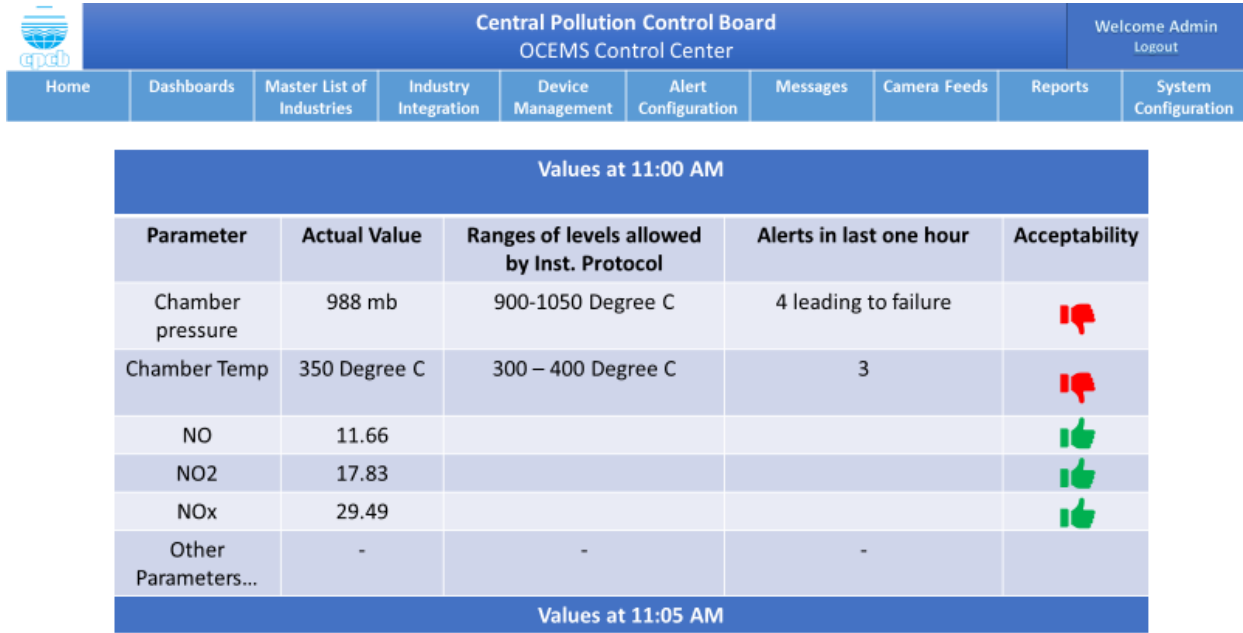 Central Pollution Control Board
OCEMS Control Center
Welcome Admin
Logout
cpcb
Home
Dashboards
Master List of
Industries
Industry
Integration
Device
Management
Alert
Configuration
Messages
Camera Feeds
Reports
System
Configuration
Values at 11:00 AM
Parameter
Actual Value
Ranges of levels allowed
by Inst. Protocol
Alerts in last one hour
Acceptability
Chamber
pressure
988 mb
900-1050 Degree C
4 leading to failure
Chamber Temp
350 Degree C
300 – 400 Degree C
3
NO
11.66
NO2
17.83
NOx
29.49
Other
Parameters...
-
-
-
Values at 11:05 AM